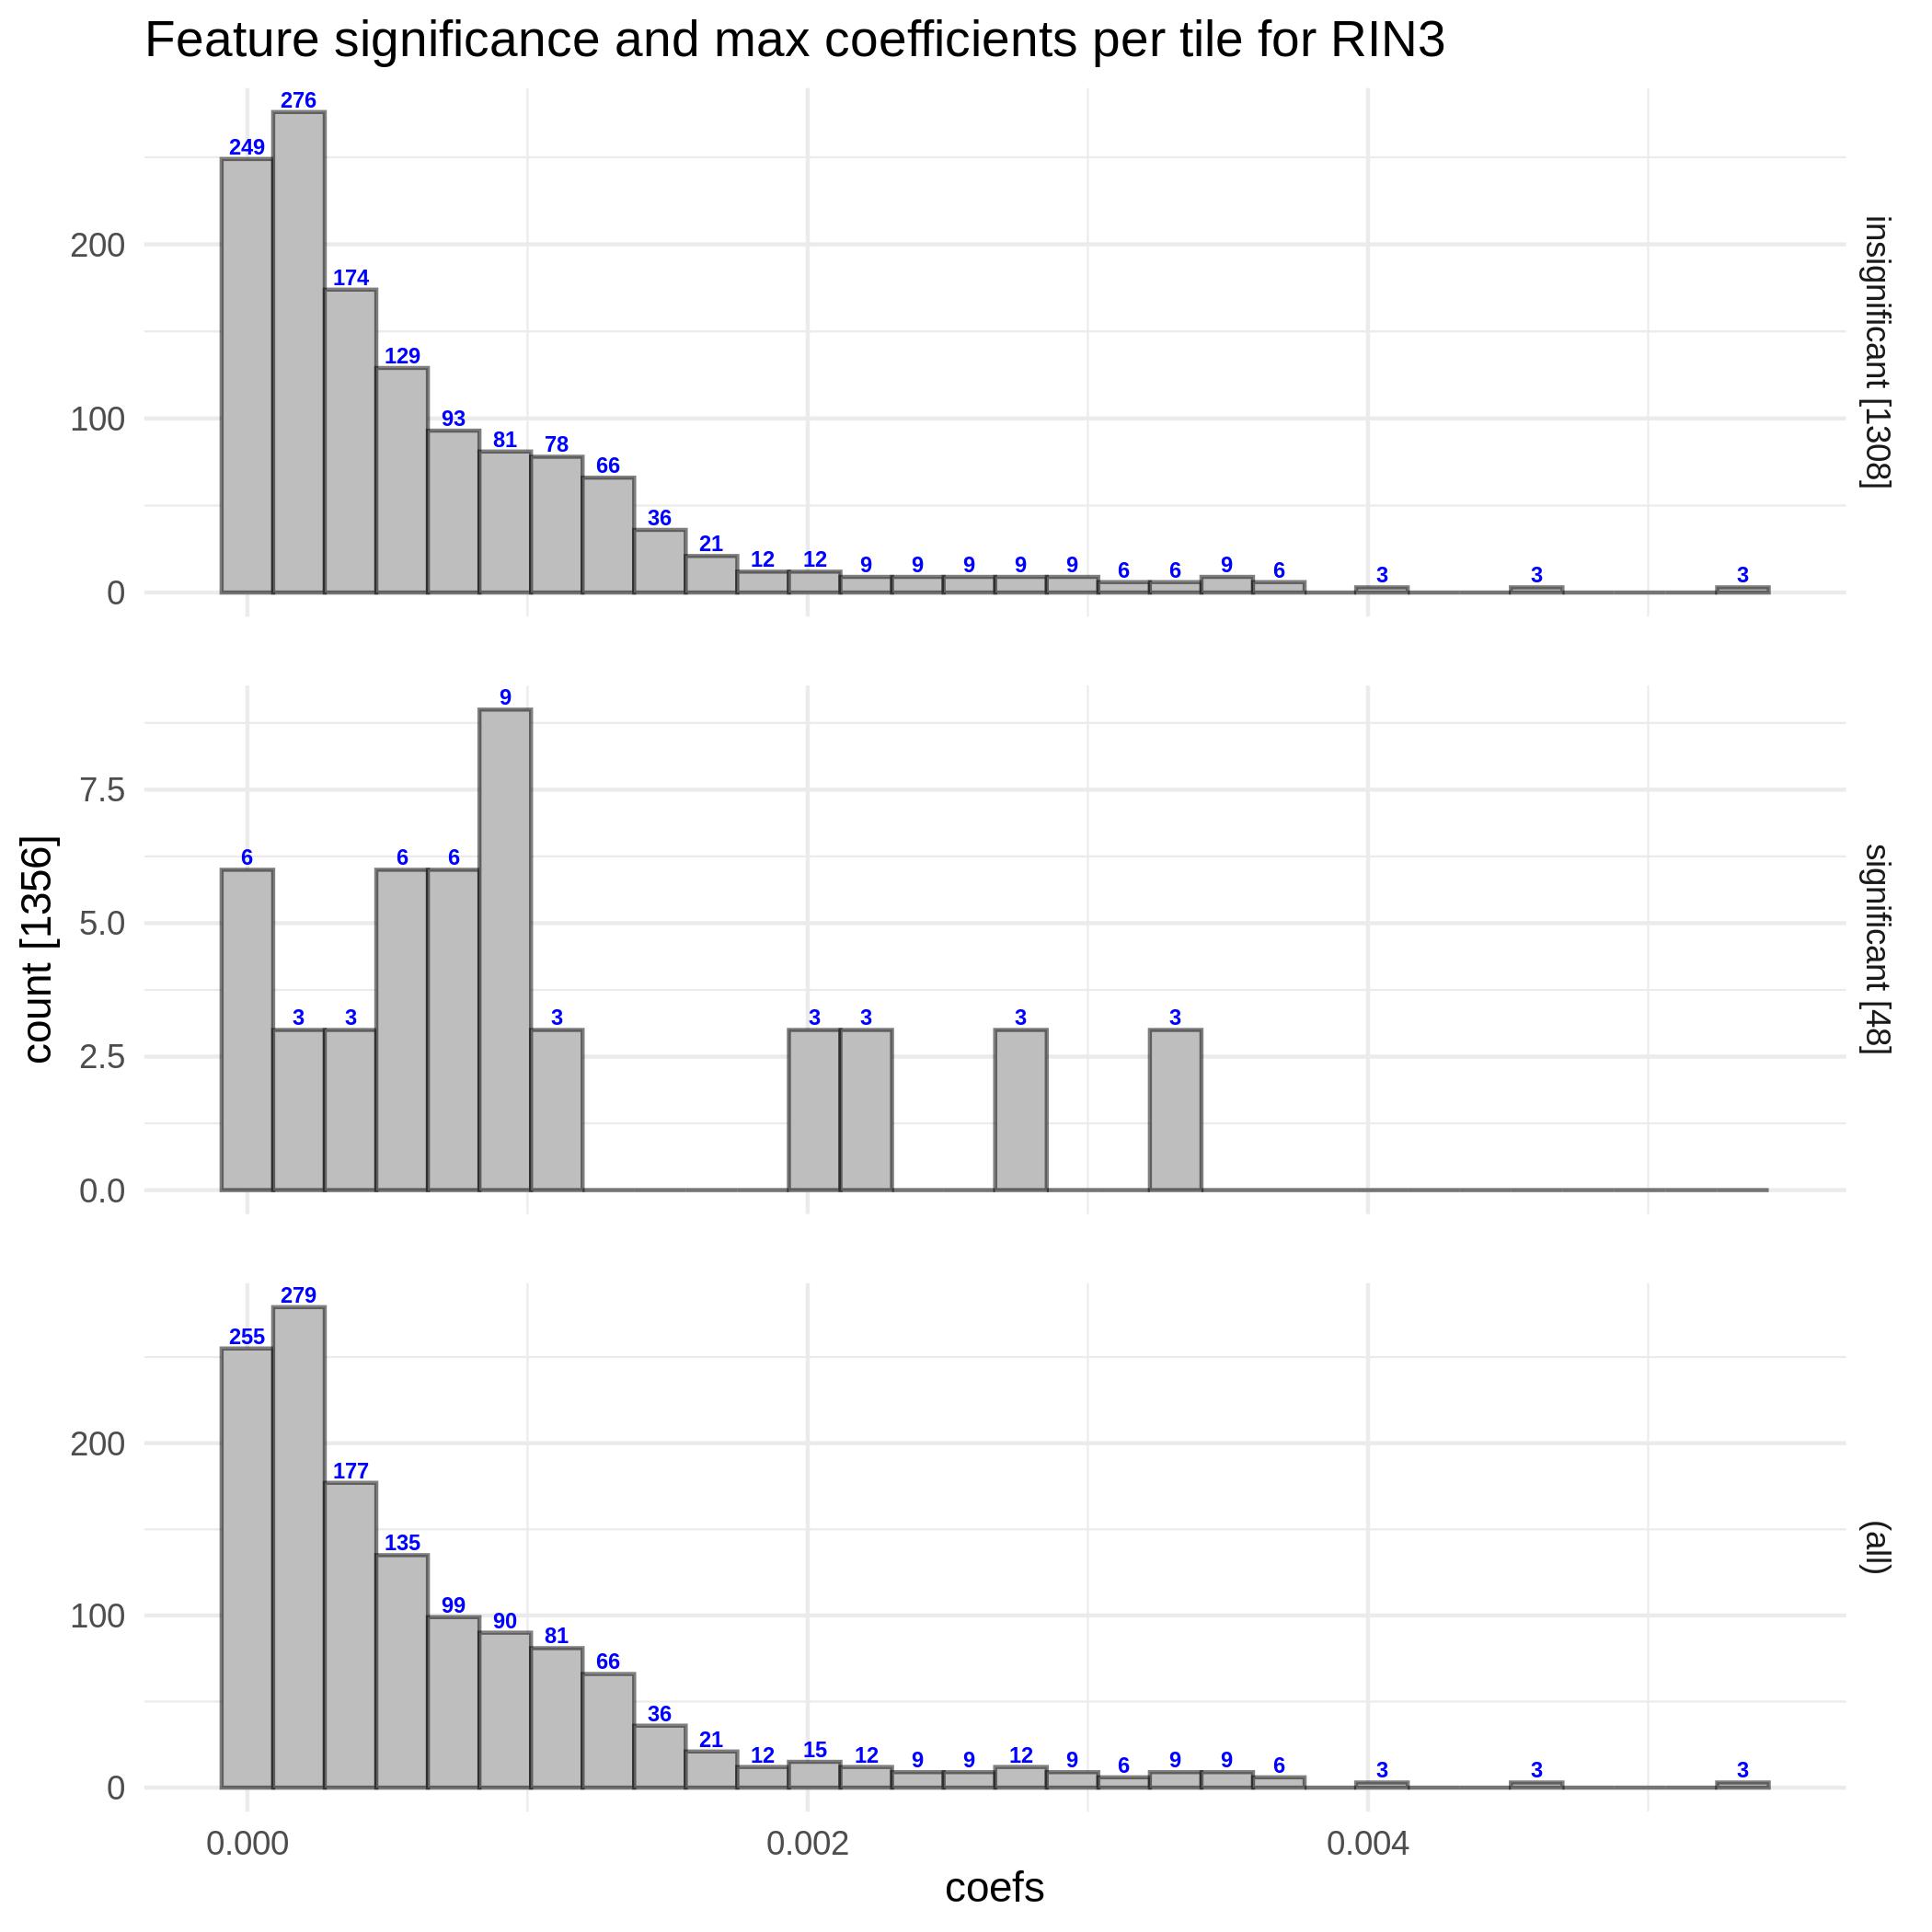 Feature significance and max coefficients per tile for RIN3
249 276 174 129 93 81 78 66 36 21 12 12 9 9 9 9 9 6 6 9 6 3 3 3
200
100
0
insignificant [1308]
6 3 3 6 6 9 3 3 3 3 3
7.5
5.0
2.5
0.0
significant [48]
count [1356]
255 279 177 135 99 90 81 66 36 21 12 15 12 9 9 12 9 6 9 9 6 3 3 3
200
100
0
(all)
0.000 0.002 0.004
coefs